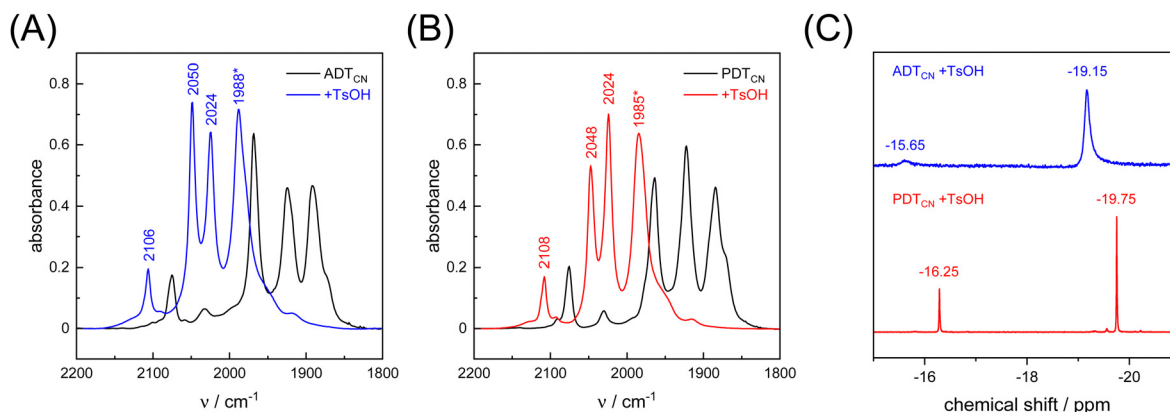 (A)
absorbance
0.8
0.6
0.4
0.2
0
2200
2100
2000
1900
1800
ν / cm⁻¹
2106
2050
2024
1988*
ADT_CN
+TsOH
(B)
absorbance
0.8
0.6
0.4
0.2
0
2200
2100
2000
1900
1800
ν / cm⁻¹
2108
2048
2024
1985*
PDT_CN
+TsOH
(C)
ADT_CN +TsOH
-19.15
-15.65
PDT_CN +TsOH
-19.75
-16.25
-16
-18
-20
chemical shift / ppm